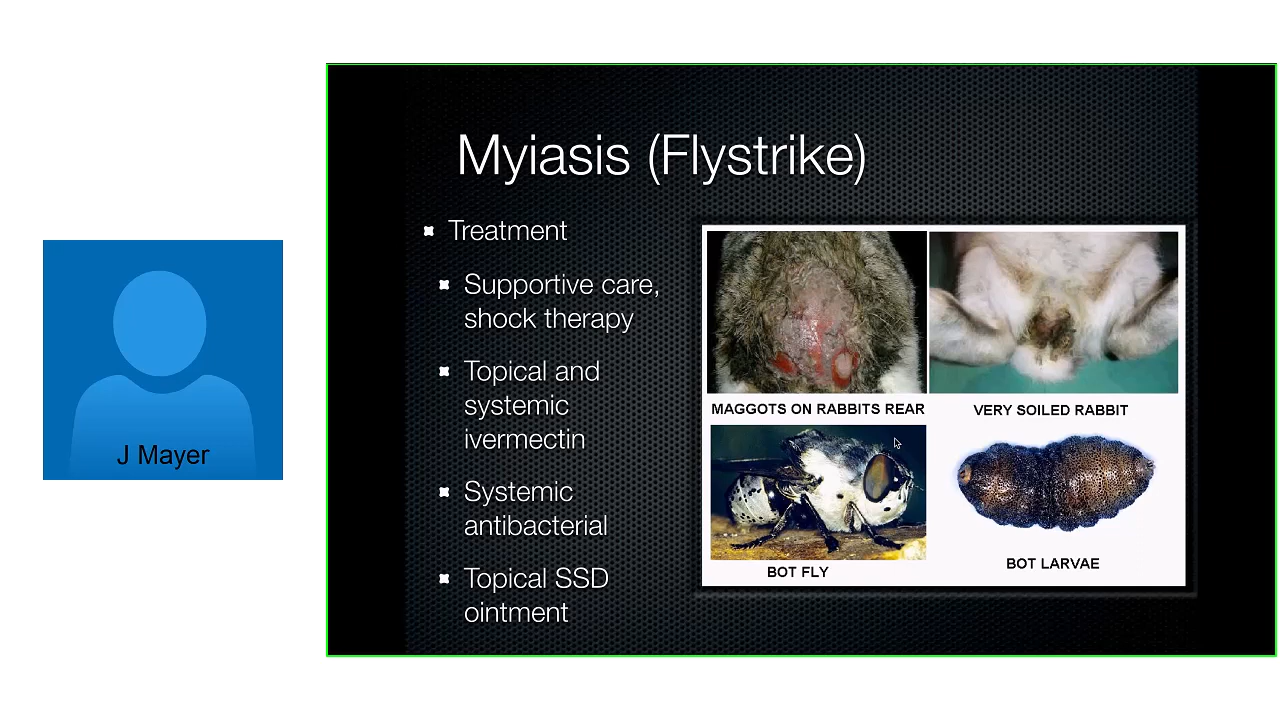 Myiasis (Flystrike)
Treatment
Supportive care,
shock therapy
Topical and
systemic
ivermectin
Systemic
antibacterial
Topical SSD
ointment
MAGGOTS ON RABBITS REAR
VERY SOILED RABBIT
BOT FLY
BOT LARVAE
J Mayer